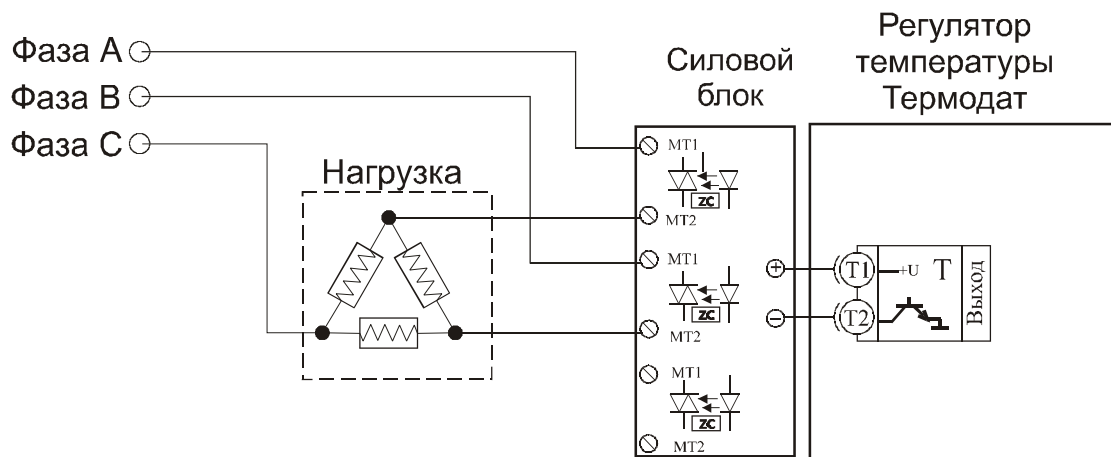 Фаза A
Фаза B
Фаза C
Нагрузка
Силовой
блок
Регулятор
температуры
Термодат
MT1
ZC
MT2
MT1
ZC
MT2
MT1
ZC
MT2
+
−
T1
+U
T
T2
Выход